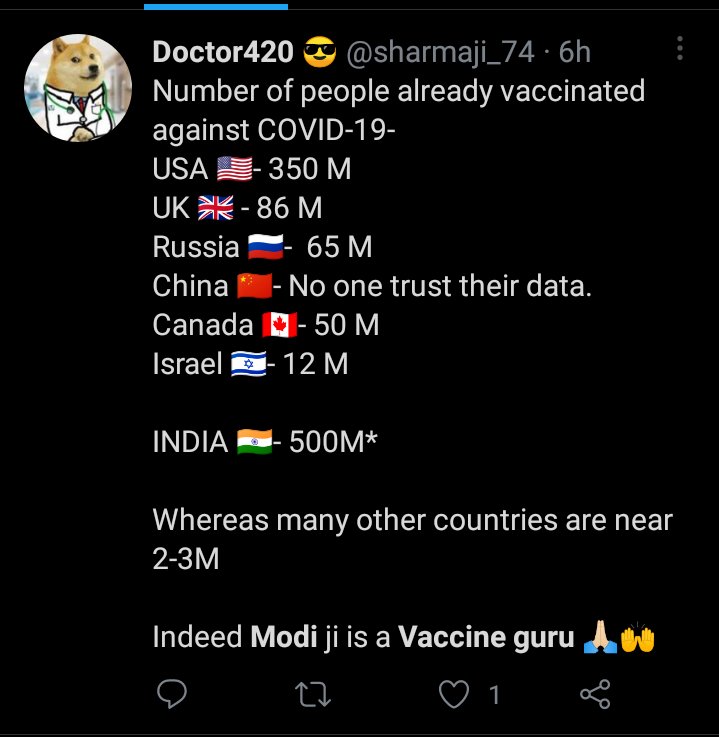 Doctor420 😎 @sharmaji_74 · 6h
Number of people already vaccinated
against COVID-19-
USA 🇺🇸- 350 M
UK 🇬🇧 - 86 M
Russia 🇷🇺-  65 M
China 🇨🇳- No one trust their data.
Canada 🇨🇦- 50 M
Israel 🇮🇱- 12 M
INDIA 🇮🇳- 500M*
Whereas many other countries are near
2-3M
Indeed Modi ji is a Vaccine guru 🙏🏻🙌
1